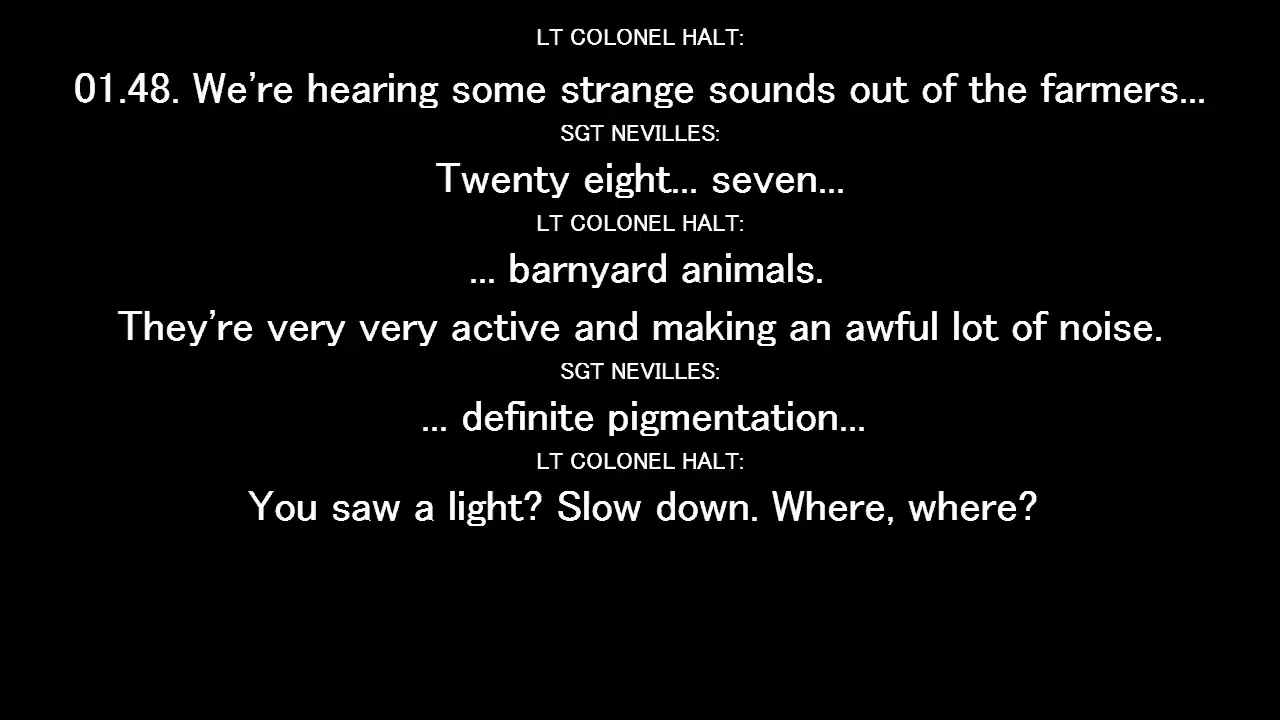 LT COLONEL HALT:
01.48. We’re hearing some strange sounds out of the farmers...
SGT NEVILLES:
Twenty eight... seven...
LT COLONEL HALT:
... barnyard animals.
They’re very very active and making an awful lot of noise.
SGT NEVILLES:
... definite pigmentation...
LT COLONEL HALT:
You saw a light? Slow down. Where, where?